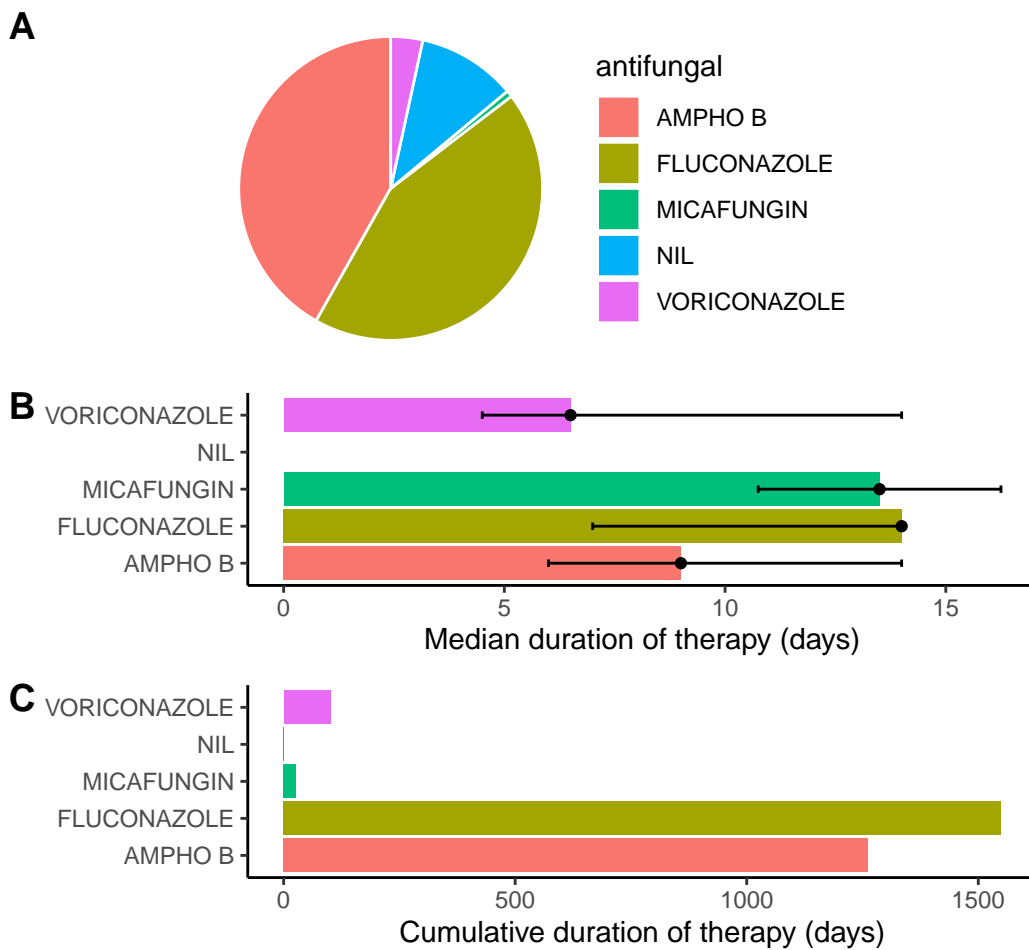 A
antifungal
AMPHO B
FLUCONAZOLE
MICAFUNGIN
NIL
VORICONAZOLE
B
VORICONAZOLE
NIL
MICAFUNGIN
FLUCONAZOLE
AMPHO B
0 5 10 15
Median duration of therapy (days)
C
VORICONAZOLE
NIL
MICAFUNGIN
FLUCONAZOLE
AMPHO B
0 500 1000 1500
Cumulative duration of therapy (days)